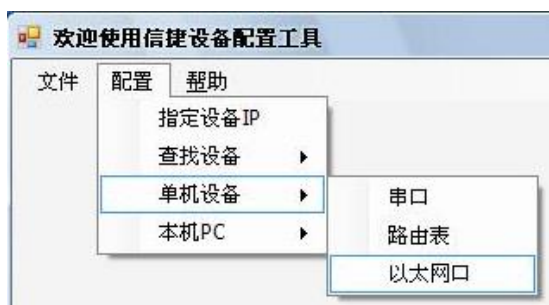 欢迎使用信捷设备配置工具
文件 配置 帮助
指定设备IP
查找设备
单机设备
串口
本机PC
路由表
以太网口